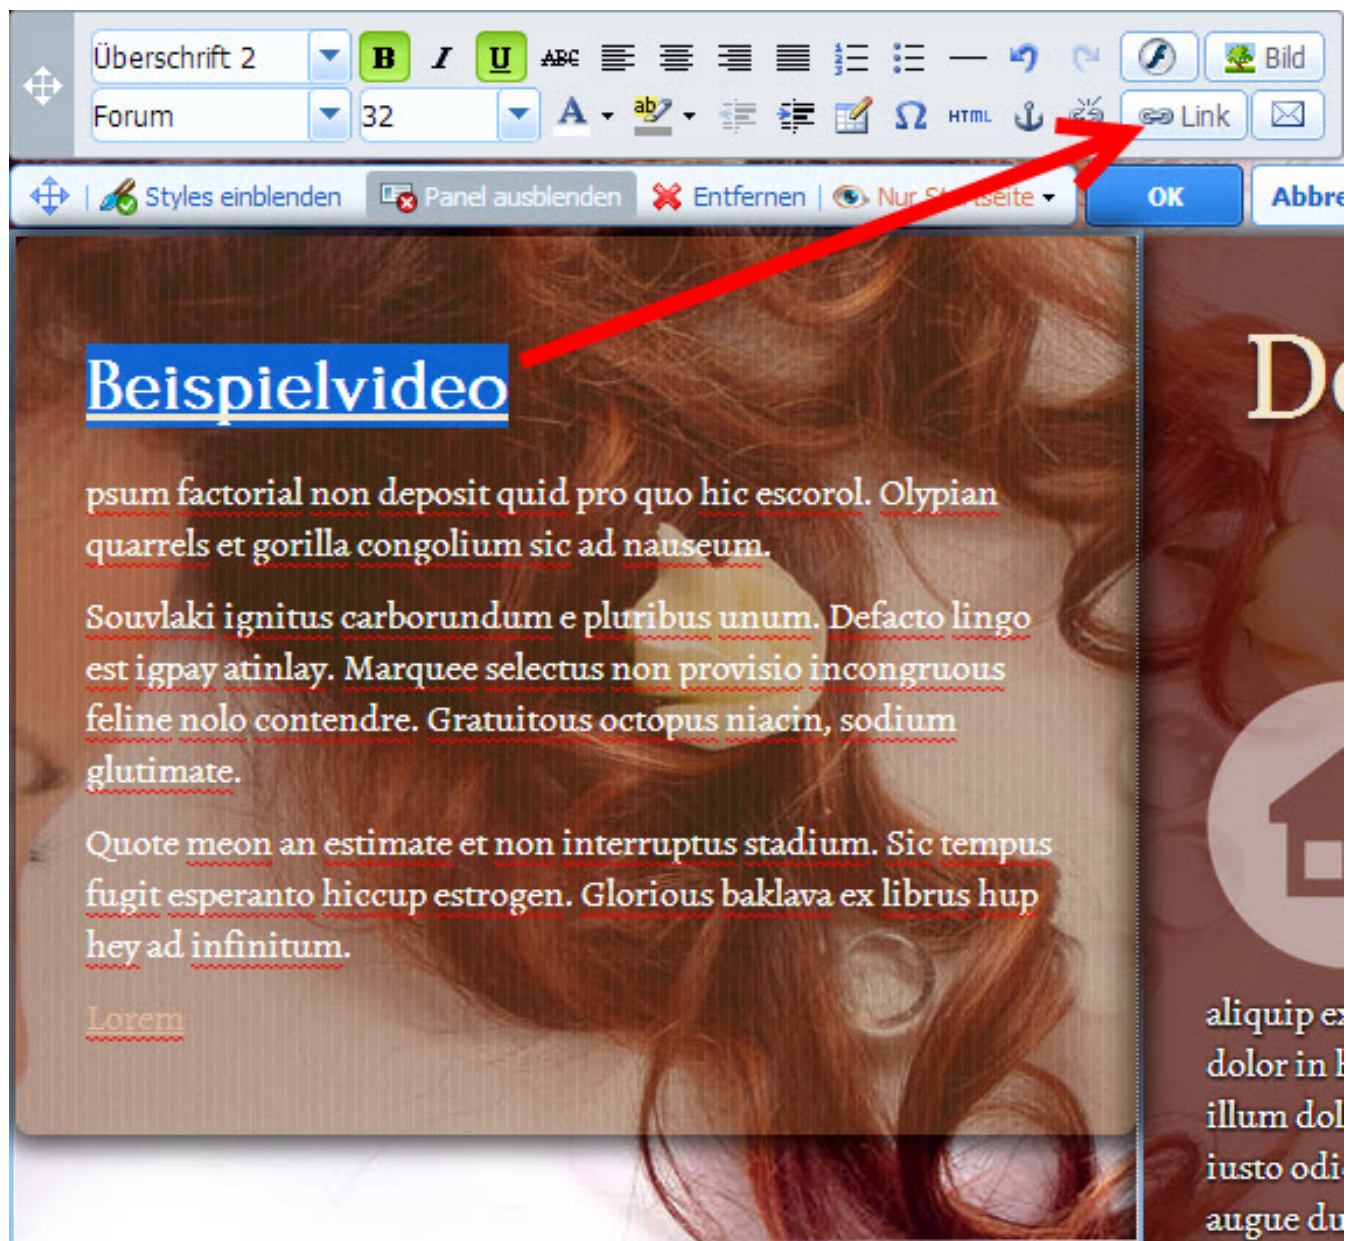 Überschrift 2
B I U ABC
Bild
Forum
32
A
ab
Ω
HTML
Link
Styles einblenden
Panel ausblenden
Entfernen
OK
Beispielvideo
psum factorial non deposit quid pro quo hic escorol. Olypian
quarrels et gorilla congolium sic ad nauseum.
Souvlaki ignitus carborundum e pluribus unum. Defacto lingo
est igpay atinlay. Marquee selectus non provisio incongruous
feline nolo contendre. Gratuitous octopus niacin, sodium
glutimate.
Quote meon an estimate et non interruptus stadium. Sic tempus
fugit esperanto hiccup estrogen. Glorious baklava ex librus hup
hey ad infinitum.
Lorem
aliquip
dolor in
illum
iusto
augue